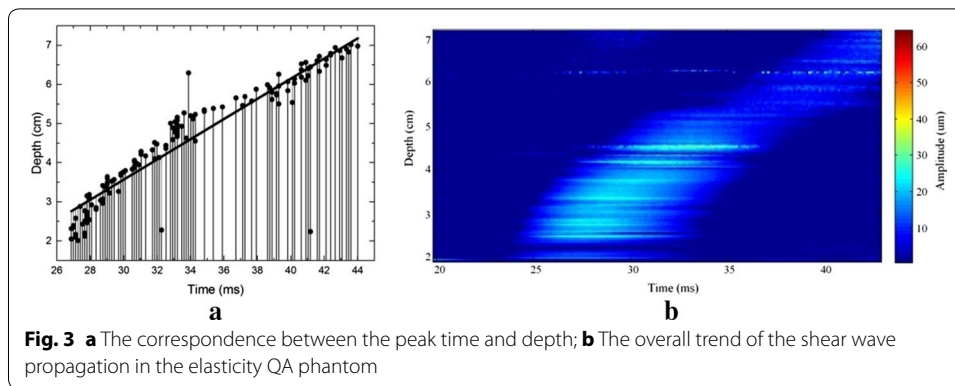 7
6
5
4
3
2
Depth (cm)
26 28 30 32 34 36 38 40 42 44
Time (ms)
a
7
6
5
4
3
2
Depth (cm)
20 25 30 35 40
Time (ms)
60
50
40
30
20
10
Amplitude (um)
b
Fig. 3 a The correspondence between the peak time and depth; b The overall trend of the shear wave
propagation in the elasticity QA phantom